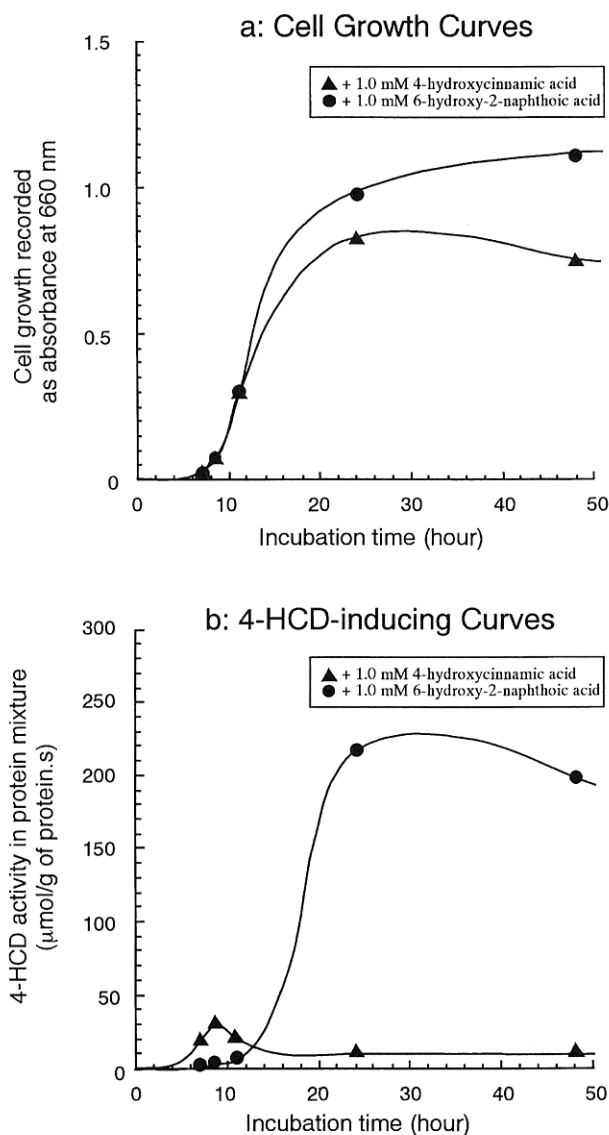 a: Cell Growth Curves
1.5
1.0
0.5
0
▲ + 1.0 mM 4-hydroxycinnamic acid
● + 1.0 mM 6-hydroxy-2-naphthoic acid
Cell growth recorded
as absorbance at 660 nm
0 10 20 30 40 50
Incubation time (hour)
b: 4-HCD-inducing Curves
300
250
200
150
100
50
0
▲ + 1.0 mM 4-hydroxycinnamic acid
● + 1.0 mM 6-hydroxy-2-naphthoic acid
4-HCD activity in protein mixture
(μmol/g of protein.s)
0 10 20 30 40 50
Incubation time (hour)